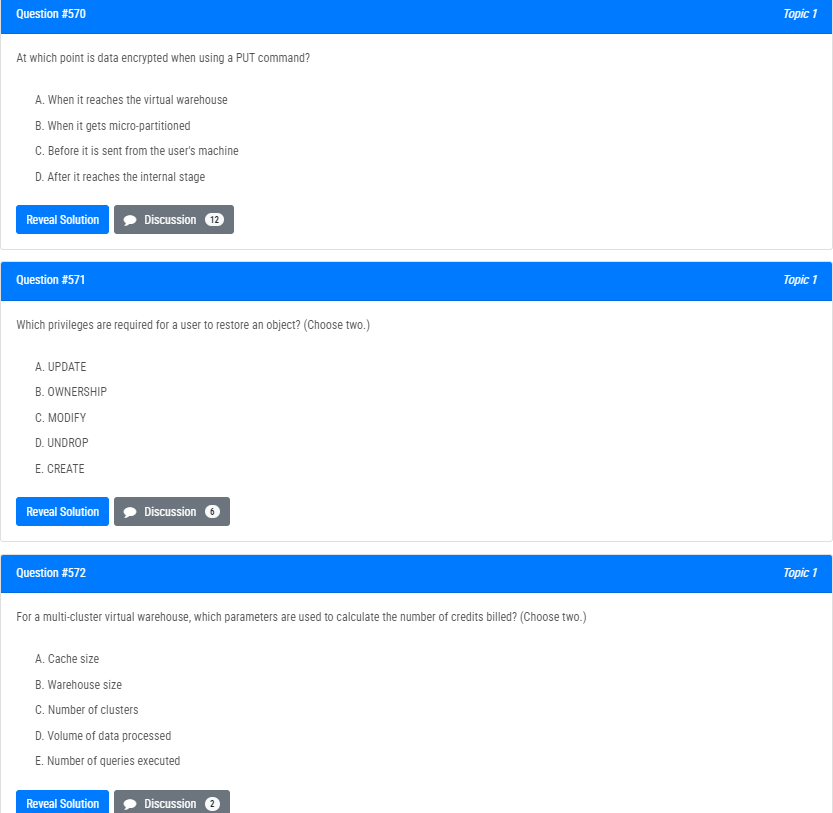 Question #570 Topic 1
At which point is data encrypted when using a PUT command?
A. When it reaches the virtual warehouse
B. When it gets micro-partitioned
C. Before it is sent from the user's machine
D. After it reaches the internal stage
Reveal Solution Discussion 12
Question #571 Topic 1
Which privileges are required for a user to restore an object? (Choose two.)
A. UPDATE
B. OWNERSHIP
C. MODIFY
D. UNDROP
E. CREATE
Reveal Solution Discussion 6
Question #572 Topic 1
For a multi-cluster virtual warehouse, which parameters are used to calculate the number of credits billed? (Choose two.)
A. Cache size
B. Warehouse size
C. Number of clusters
D. Volume of data processed
E. Number of queries executed
Reveal Solution Discussion 2